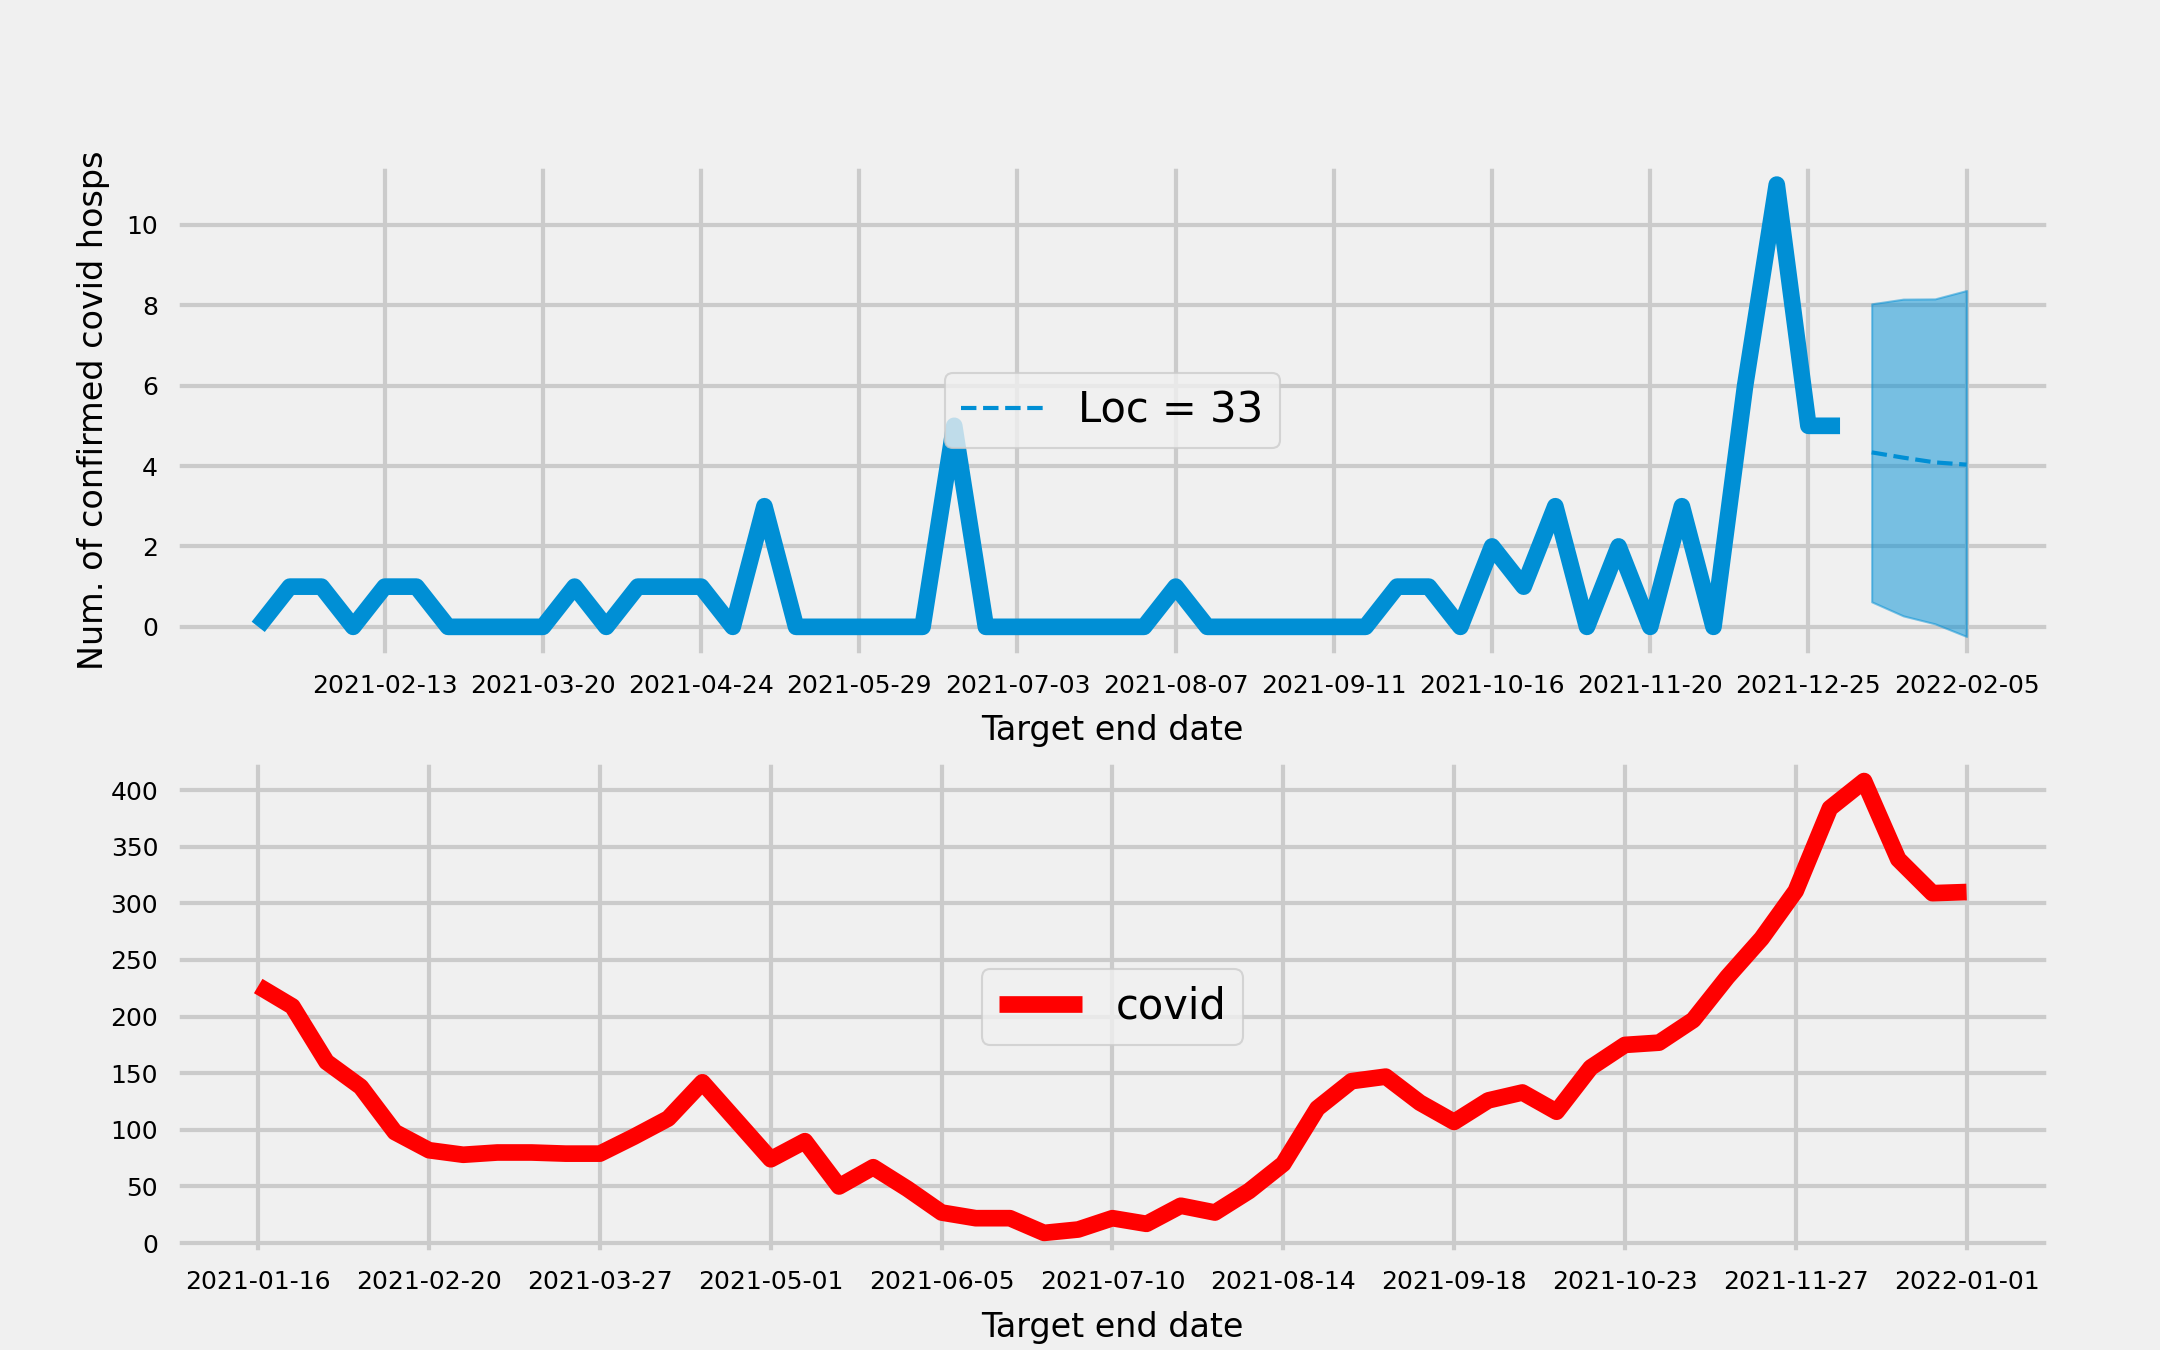 Num. of confirmed covid hosps
10
8
6
4
2
0
Loc = 33
2021-02-13 2021-03-20 2021-04-24 2021-05-29 2021-07-03 2021-08-07 2021-09-11 2021-10-16 2021-11-20 2021-12-25 2022-02-05
Target end date
400
350
300
250
200
150
100
50
0
covid
2021-01-16 2021-02-20 2021-03-27 2021-05-01 2021-06-05 2021-07-10 2021-08-14 2021-09-18 2021-10-23 2021-11-27 2022-01-01
Target end date